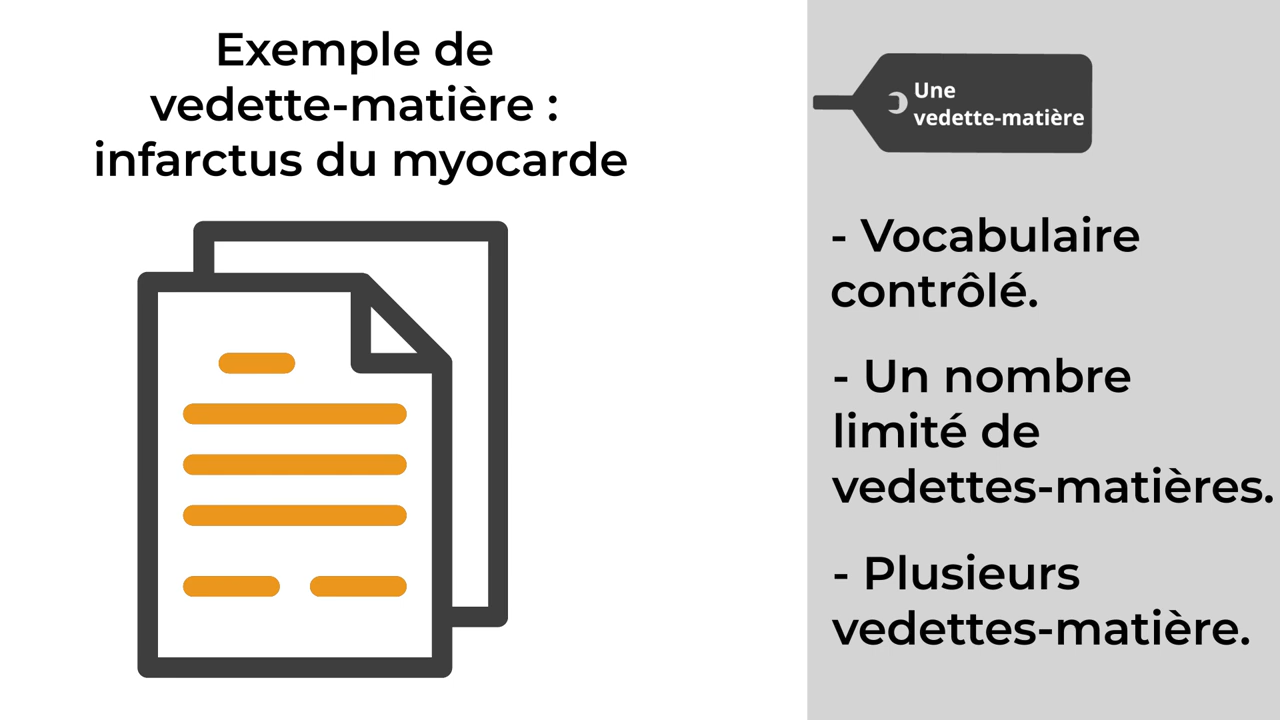 Exemple de
vedette-matière :
infarctus du myocarde
Une
vedette-matière
- Vocabulaire
contrôlé.
- Un nombre
limité de
vedettes-matières.
- Plusieurs
vedettes-matière.